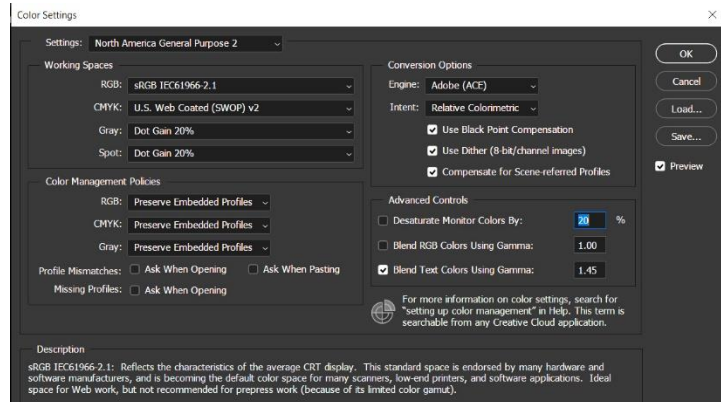 Color Settings
Settings: North America General Purpose 2
Working Spaces
RGB: sRGB IEC61966-2.1
CMYK: U.S. Web Coated (SWOP) v2
Gray: Dot Gain 20%
Spot: Dot Gain 20%
Color Management Policies
RGB: Preserve Embedded Profiles
CMYK: Preserve Embedded Profiles
Gray: Preserve Embedded Profiles
Profile Mismatches: Ask When Opening Ask When Pasting
Missing Profiles: Ask When Opening
Conversion Options
Engine: Adobe (ACE)
Intent: Relative Colorimetric
Use Black Point Compensation
Use Dither (8-bit/channel images)
Compensate for Scene-referred Profiles
Advanced Controls
Desaturate Monitor Colors By: 20 %
Blend RGB Colors Using Gamma: 1.00
Blend Text Colors Using Gamma: 1.45
For more information on color settings, search for
"setting up color management" in Help. This term is
searchable from any Creative Cloud application.
OK
Cancel
Load...
Save...
Preview
Description
sRGB IEC61966-2.1: Reflects the characteristics of the average CRT display. This standard space is endorsed by many hardware and
software manufacturers, and is becoming the default color space for many scanners, low-end printers, and software applications. Ideal
space for Web work, but not recommended for prepress work (because of its limited color gamut).